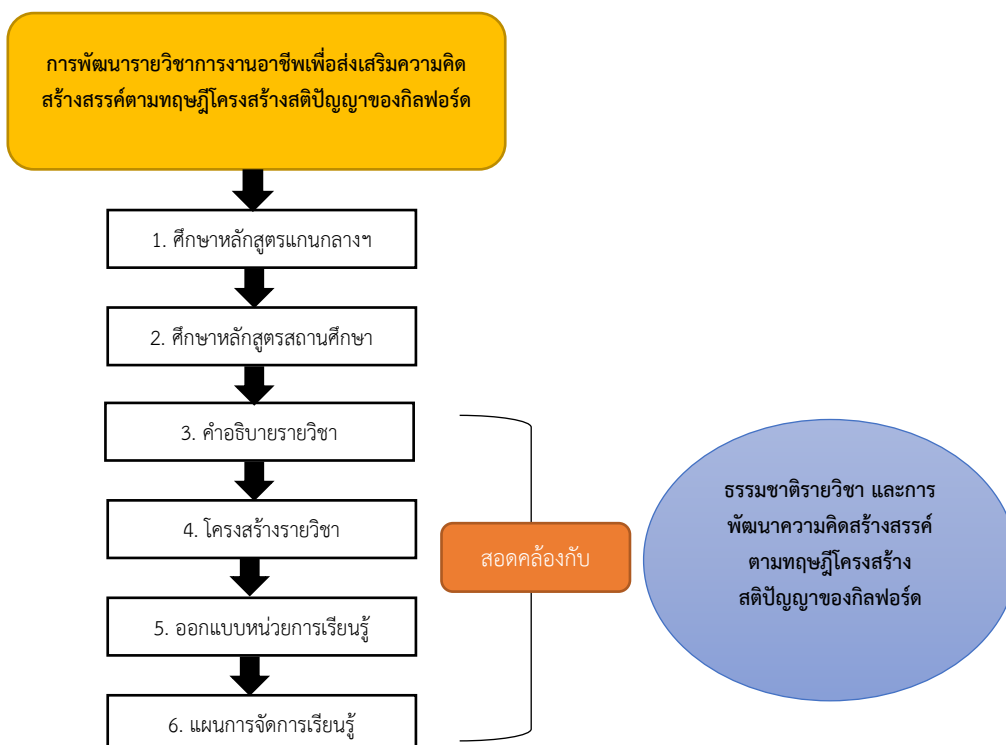 การพัฒนารายวิชาการงานอาชีพเพื่อส่งเสริมความคิด
สร้างสรรค์ตามทฤษฎีโครงสร้างสติปัญญาของกิลฟอร์ด
1. ศึกษาหลักสูตรแกนกลางฯ
2. ศึกษาหลักสูตรสถานศึกษา
3. คำอธิบายรายวิชา
4. โครงสร้างรายวิชา
5. ออกแบบหน่วยการเรียนรู้
6. แผนการจัดการเรียนรู้
สอดคล้องกับ
ธรรมชาติรายวิชา และการ
พัฒนาความคิดสร้างสรรค์
ตามทฤษฎีโครงสร้าง
สติปัญญาของกิลฟอร์ด